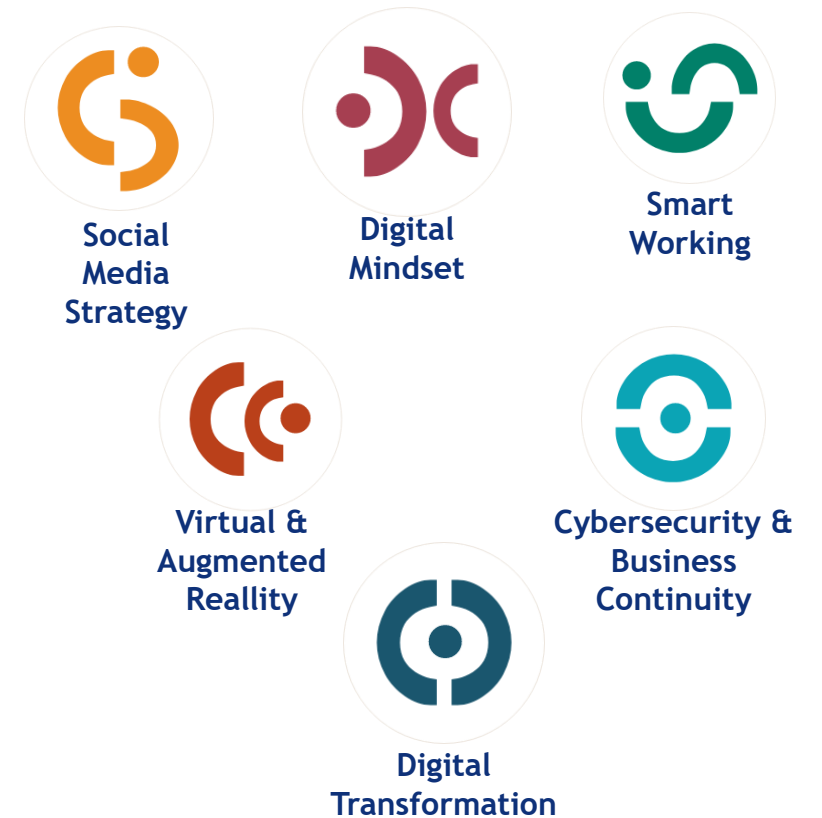 Social
Media
Strategy
Digital
Mindset
Smart
Working
Virtual &
Augmented
Reallity
Cybersecurity &
Business
Continuity
Digital
Transformation